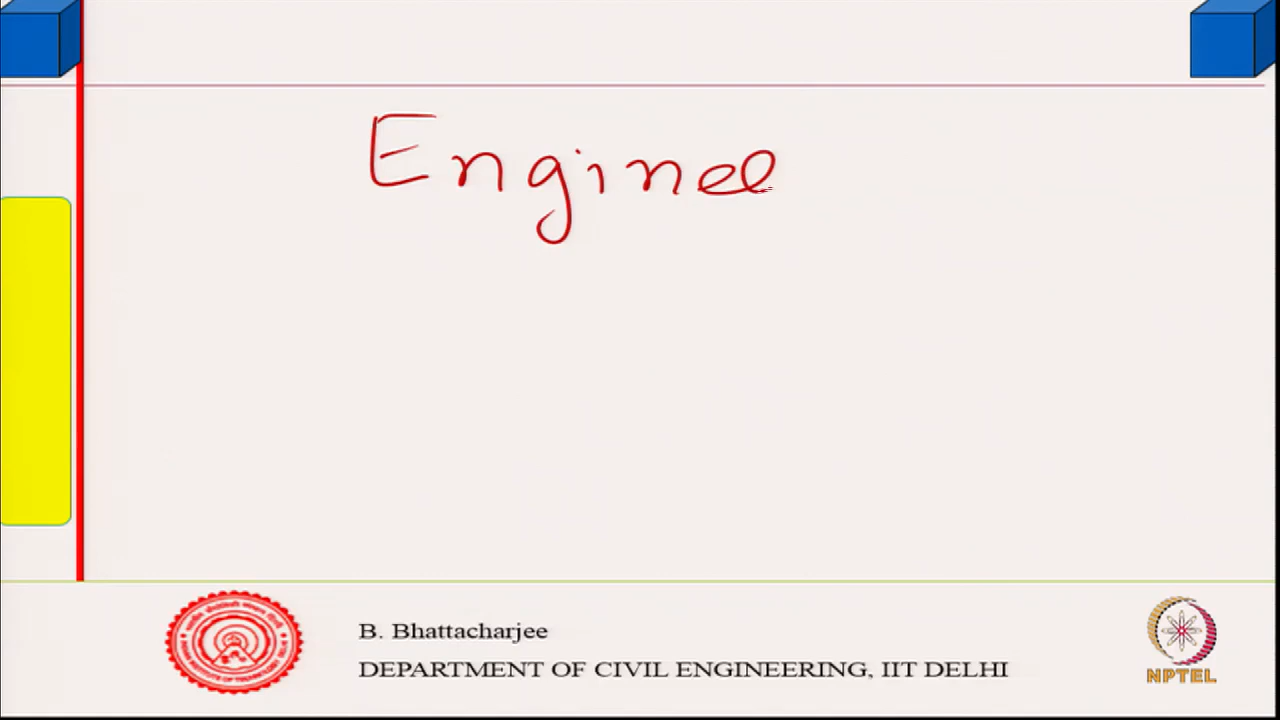 Enginee
B. Bhattacharjee
DEPARTMENT OF CIVIL ENGINEERING, IIT DELHI
NPTEL